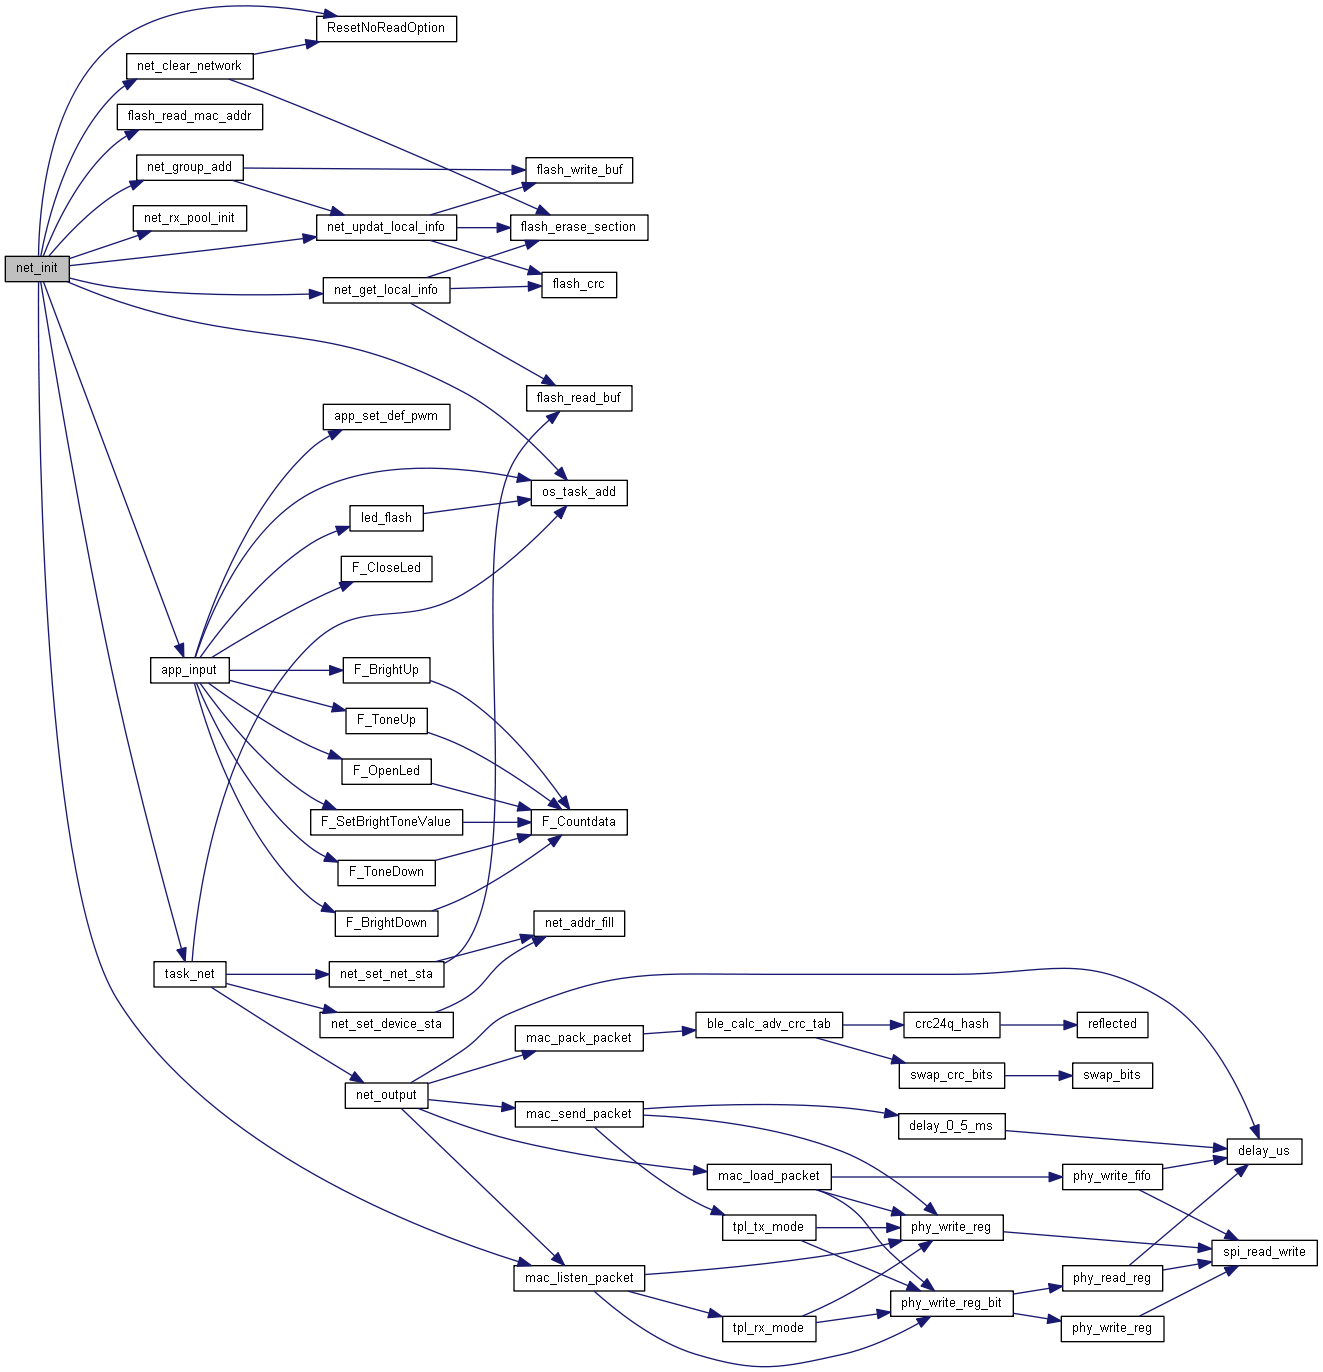 ResetNoReadOption
net_clear_network
flash_read_mac_addr
net_group_add
flash_write_buf
net_rx_pool_init
net_updat_local_info
flash_erase_section
net_init
net_get_local_info
flash_crc
flash_read_buf
app_set_def_pwm
os_task_add
led_flash
F_CloseLed
app_input
F_BrightUp
F_ToneUp
F_OpenLed
F_SetBrightToneValue
F_Countdata
F_ToneDown
F_BrightDown
net_addr_fill
task_net
net_set_net_sta
net_set_device_sta
mac_pack_packet
ble_calc_adv_crc_tab
crc24q_hash
reflected
swap_crc_bits
swap_bits
net_output
mac_send_packet
delay_0_5_ms
delay_us
mac_load_packet
phy_write_fifo
tpl_tx_mode
phy_write_reg
spi_read_write
mac_listen_packet
phy_read_reg
phy_write_reg_bit
tpl_rx_mode
phy_write_reg